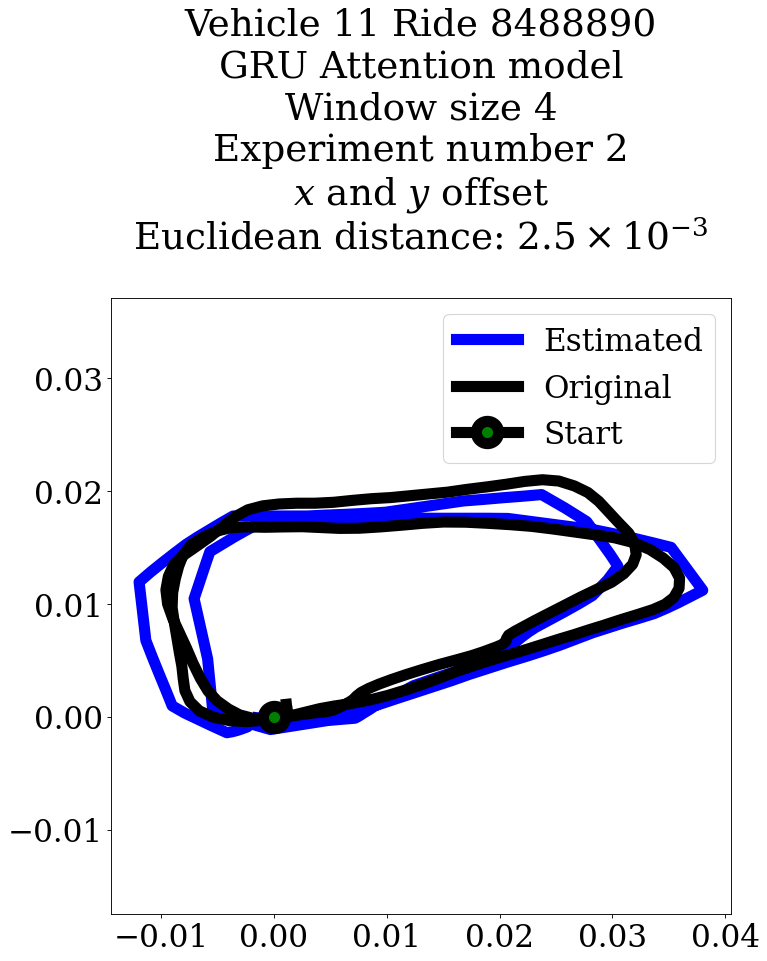 Vehicle 11 Ride 8488890
GRU Attention model
Window size 4
Experiment number 2
x and y offset
Euclidean distance: 2.5 × 10⁻³
Estimated
Original
Start
0.03
0.02
0.01
0.00
−0.01
−0.01 0.00 0.01 0.02 0.03 0.04